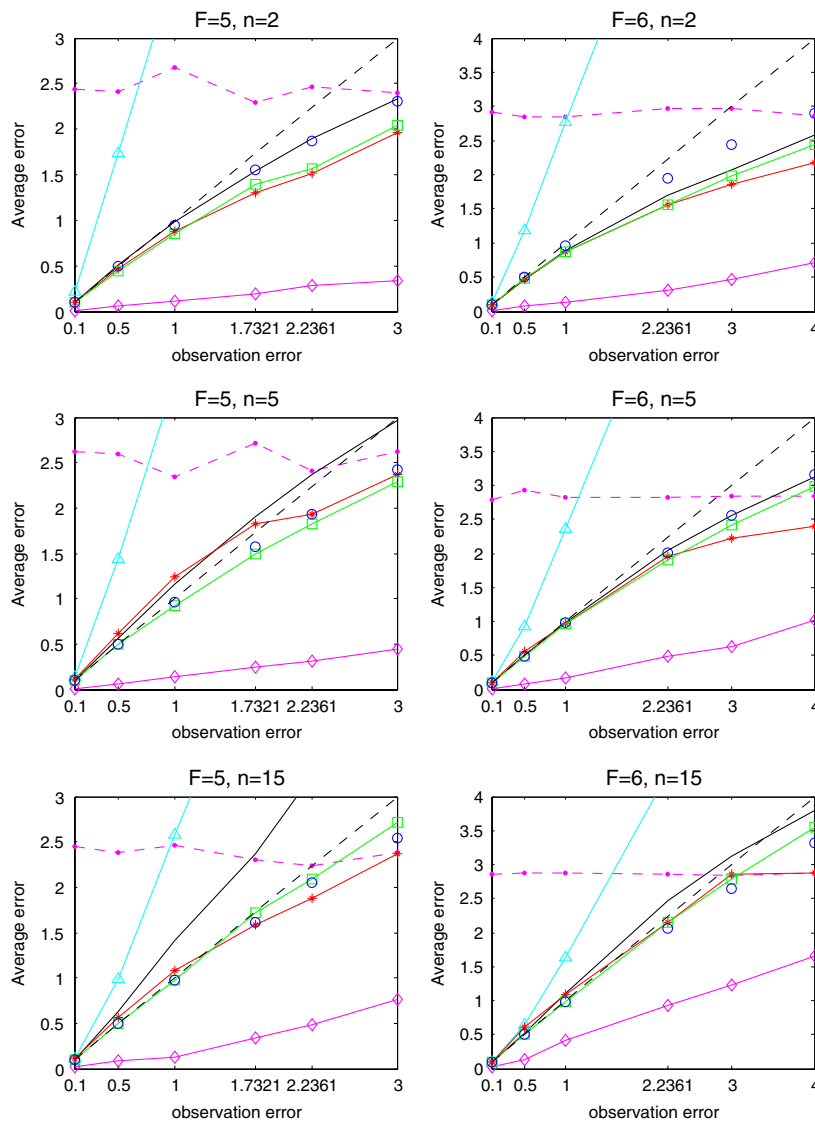 F=5, n=2
3
2.5
2
1.5
1
0.5
0
Average error
0.1 0.5 1 1.7321 2.2361 3
observation error
F=6, n=2
4
3.5
3
2.5
2
1.5
1
0.5
0
Average error
0.1 0.5 1 2.2361 3 4
observation error
F=5, n=5
3
2.5
2
1.5
1
0.5
0
Average error
0.1 0.5 1 1.7321 2.2361 3
observation error
F=6, n=5
4
3.5
3
2.5
2
1.5
1
0.5
0
Average error
0.1 0.5 1 2.2361 3 4
observation error
F=5, n=15
3
2.5
2
1.5
1
0.5
0
Average error
0.1 0.5 1 1.7321 2.2361 3
observation error
F=6, n=15
4
3.5
3
2.5
2
1.5
1
0.5
0
Average error
0.1 0.5 1 2.2361 3 4
observation error